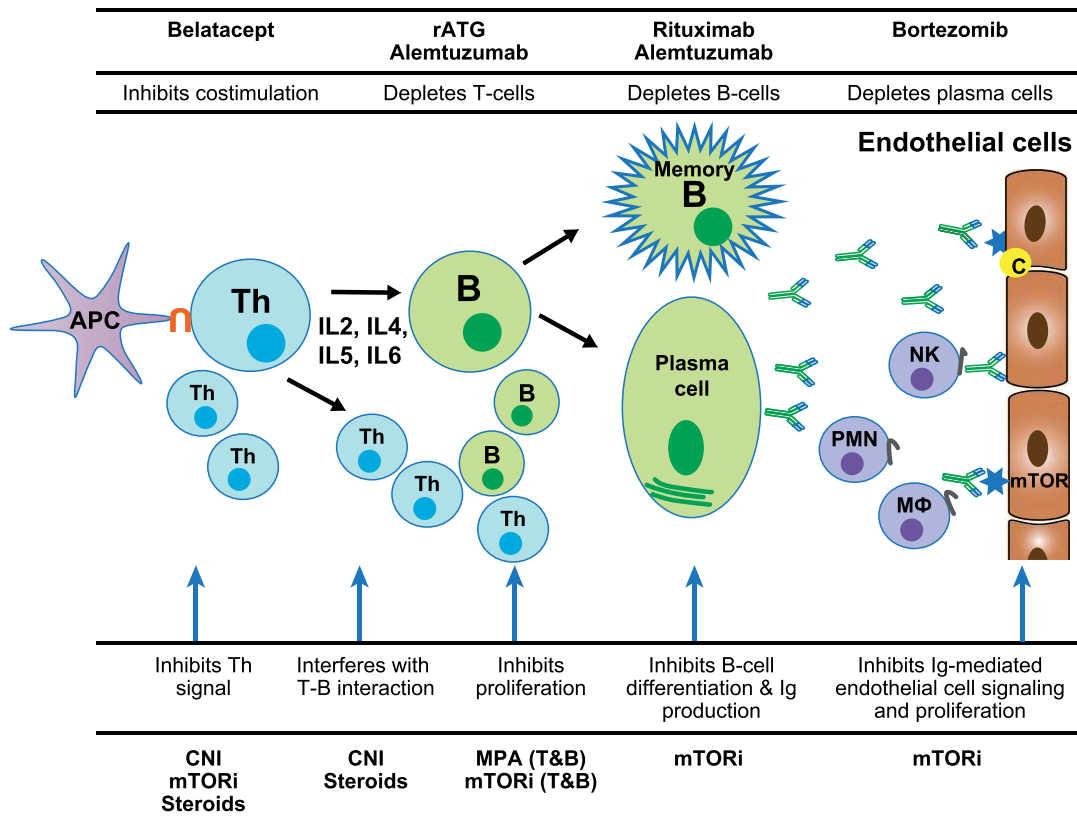 Belatacept
rATG
Alemtuzumab
Rituximab
Alemtuzumab
Bortezomib
Inhibits costimulation
Depletes T-cells
Depletes B-cells
Depletes plasma cells
Endothelial cells
Memory
B
C
APC
Th
IL2, IL4,
IL5, IL6
B
Plasma
cell
NK
Th
Th
B
Th
Th
B
Th
PMN
MΦ
mTOR
Inhibits Th
signal
Interferes with
T-B interaction
Inhibits
proliferation
Inhibits B-cell
differentiation & Ig
production
Inhibits Ig-mediated
endothelial cell signaling
and proliferation
CNI
mTORi
Steroids
CNI
Steroids
MPA (T&B)
mTORi (T&B)
mTORi
mTORi